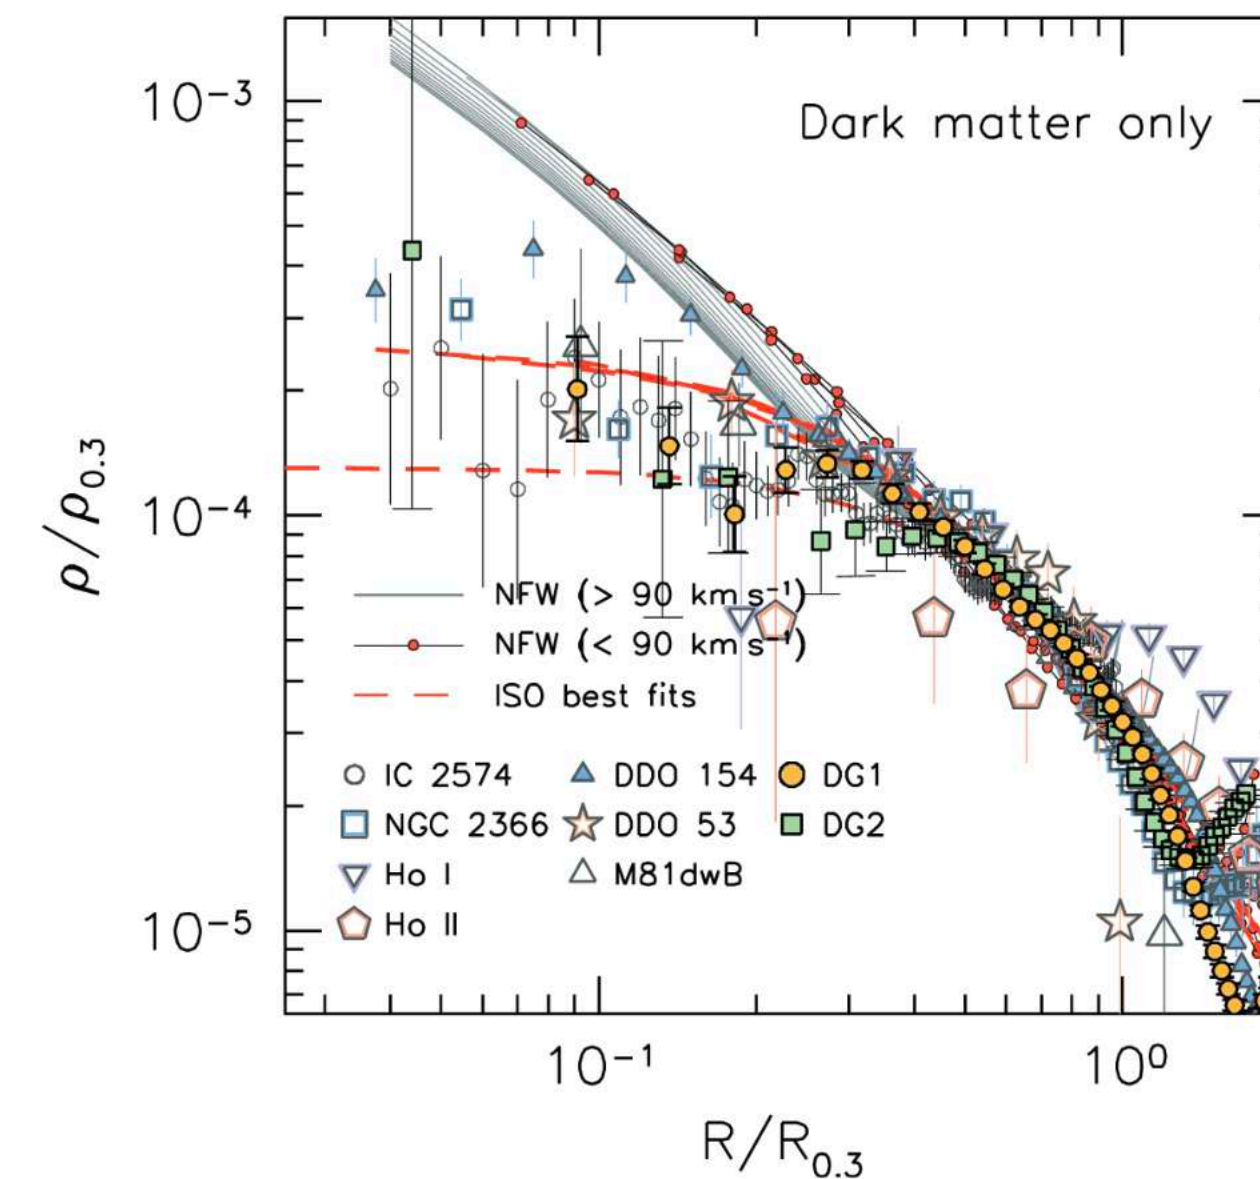 Dark matter only
10⁻³
10⁻⁴
10⁻⁵
ρ/ρ0.3
NFW (> 90 km s⁻¹)
NFW (< 90 km s⁻¹)
ISO best fits
IC 2574 DDO 154 DG1
NGC 2366 DDO 53 DG2
Ho I M81dwB
Ho II
10⁻¹ 10⁰
R/R0.3